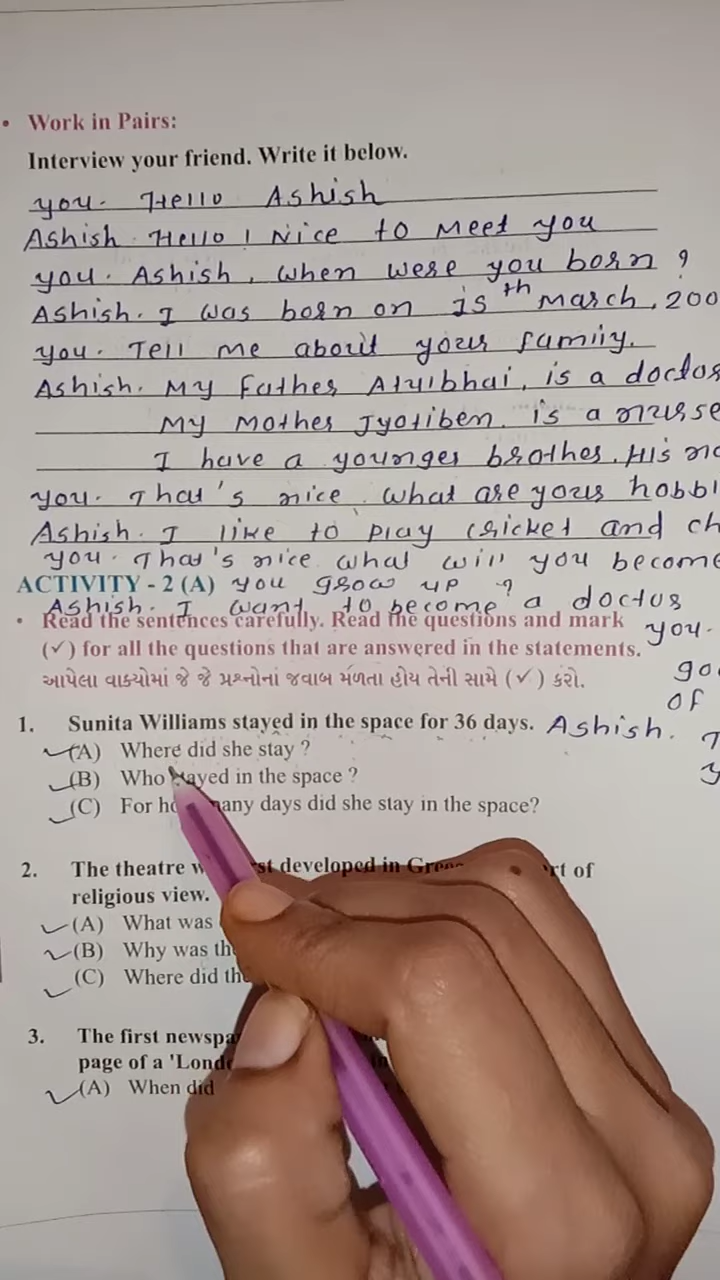 • Work in Pairs:
Interview your friend. Write it below.
you. Hello Ashish
Ashish. Hello! Nice to Meet you
you. Ashish, when were you born ?
Ashish. I was born on 15th March, 200
you. Tell me about your family.
Ashish. My father Atulbhai, is a doctor
My Mother Jyotiben. is a nurse
I have a younger brother. His na
you. That's nice. what are your hobbi
Ashish. I like to play cricket and ch
you. That's nice what will you become
ACTIVITY - 2 (A) you grow up ?
Ashish. I want to become a doctor
• Read the sentences carefully. Read the questions and mark
you.
(✓) for all the questions that are answered in the statements.
go
આપેલા વાક્યોમાં જે જે પ્રશ્નોનાં જવાબ મળતા હોય તેની સામે (✓) કરો.
of
1. Sunita Williams stayed in the space for 36 days. Ashish.
✓(A) Where did she stay ?
✓(B) Who stayed in the space ?
✓(C) For how many days did she stay in the space?
2. The theatre developed in
of
religious view.
✓(A) What was
✓(B) Why was
✓(C) Where did
3. The first
page of a
✓(A) When did